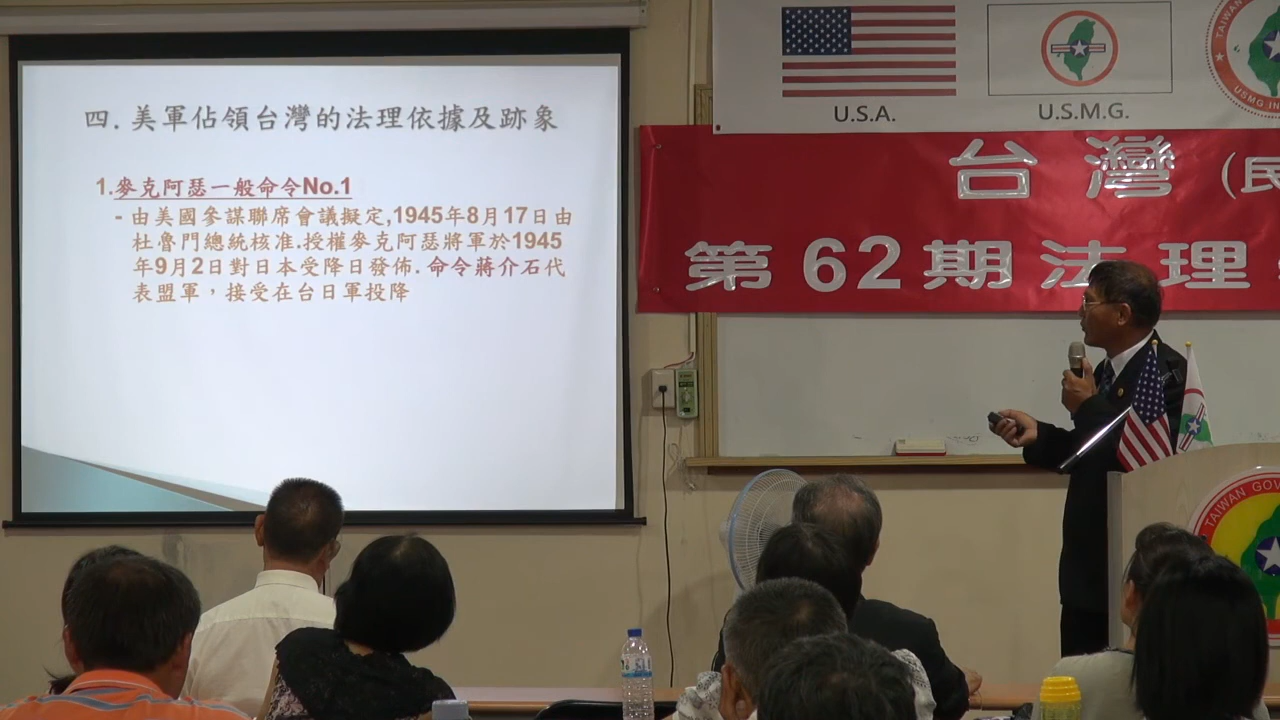 四. 美軍佔領台灣的法理依據及跡象
1.麥克阿瑟一般命令No.1
- 由美國參謀聯席會議擬定,1945年8月17日由
杜魯門總統核准.授權麥克阿瑟將軍於1945
年9月2日對日本受降日發佈. 命令蔣介石代
表盟軍，接受在台日軍投降
U.S.A.
U.S.M.G.
台灣(民
第62期法理
TAIWAN GOV